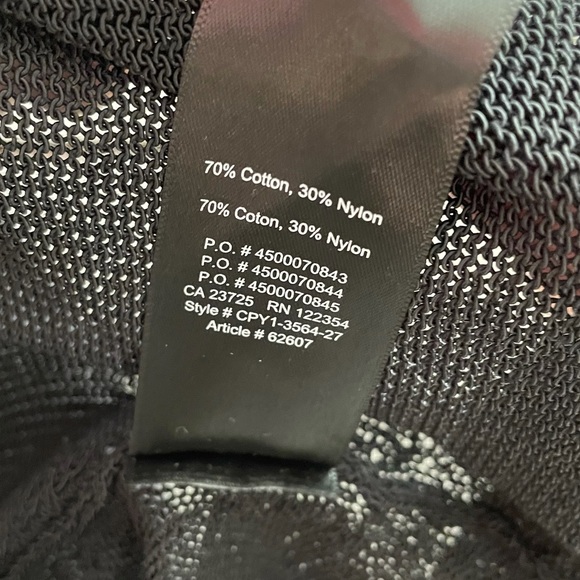 70% Cotton, 30% Nylon
70% Coton, 30% Nylon
P.O. # 4500070843
P.O. # 4500070844
P.O. # 4500070845
CA 23725 RN 122354
Style # CPY1-3564-27
Article # 62607